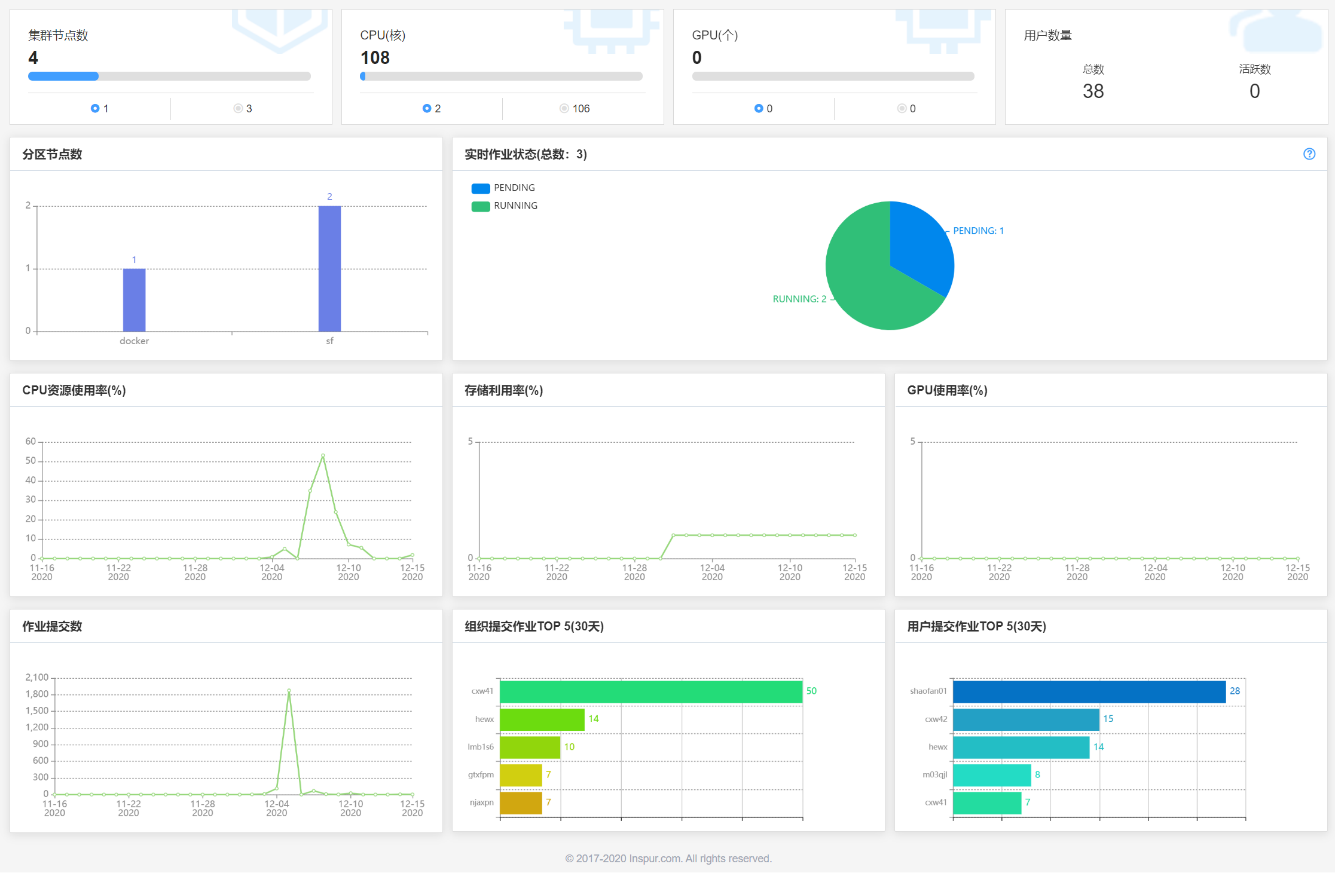 集群节点数
4
1
3
CPU(核)
108
2
106
GPU(个)
0
0
0
用户数量
总数
活跃数
38
0
分区节点数
2
1
0
1
2
docker
sf
实时作业状态(总数：3)
PENDING
RUNNING
PENDING: 1
RUNNING: 2
CPU资源使用率(%)
60
50
40
30
20
10
0
11-16 11-22 11-28 12-04 12-10 12-15
2020 2020 2020 2020 2020 2020
存储利用率(%)
5
0
11-16 11-22 11-28 12-04 12-10 12-15
2020 2020 2020 2020 2020 2020
GPU使用率(%)
5
0
11-16 11-22 11-28 12-04 12-10 12-15
2020 2020 2020 2020 2020 2020
作业提交数
2,100
1,800
1,500
1,200
900
600
300
0
11-16 11-22 11-28 12-04 12-10 12-15
2020 2020 2020 2020 2020 2020
组织提交作业TOP 5(30天)
cxw41 50
hewx 14
lmb1s6 10
gtxfpm 7
njaxpn 7
用户提交作业TOP 5(30天)
shaofan01 28
cxw42 15
hewx 14
m03qjl 8
cxw41 7
© 2017-2020 Inspur.com. All rights reserved.